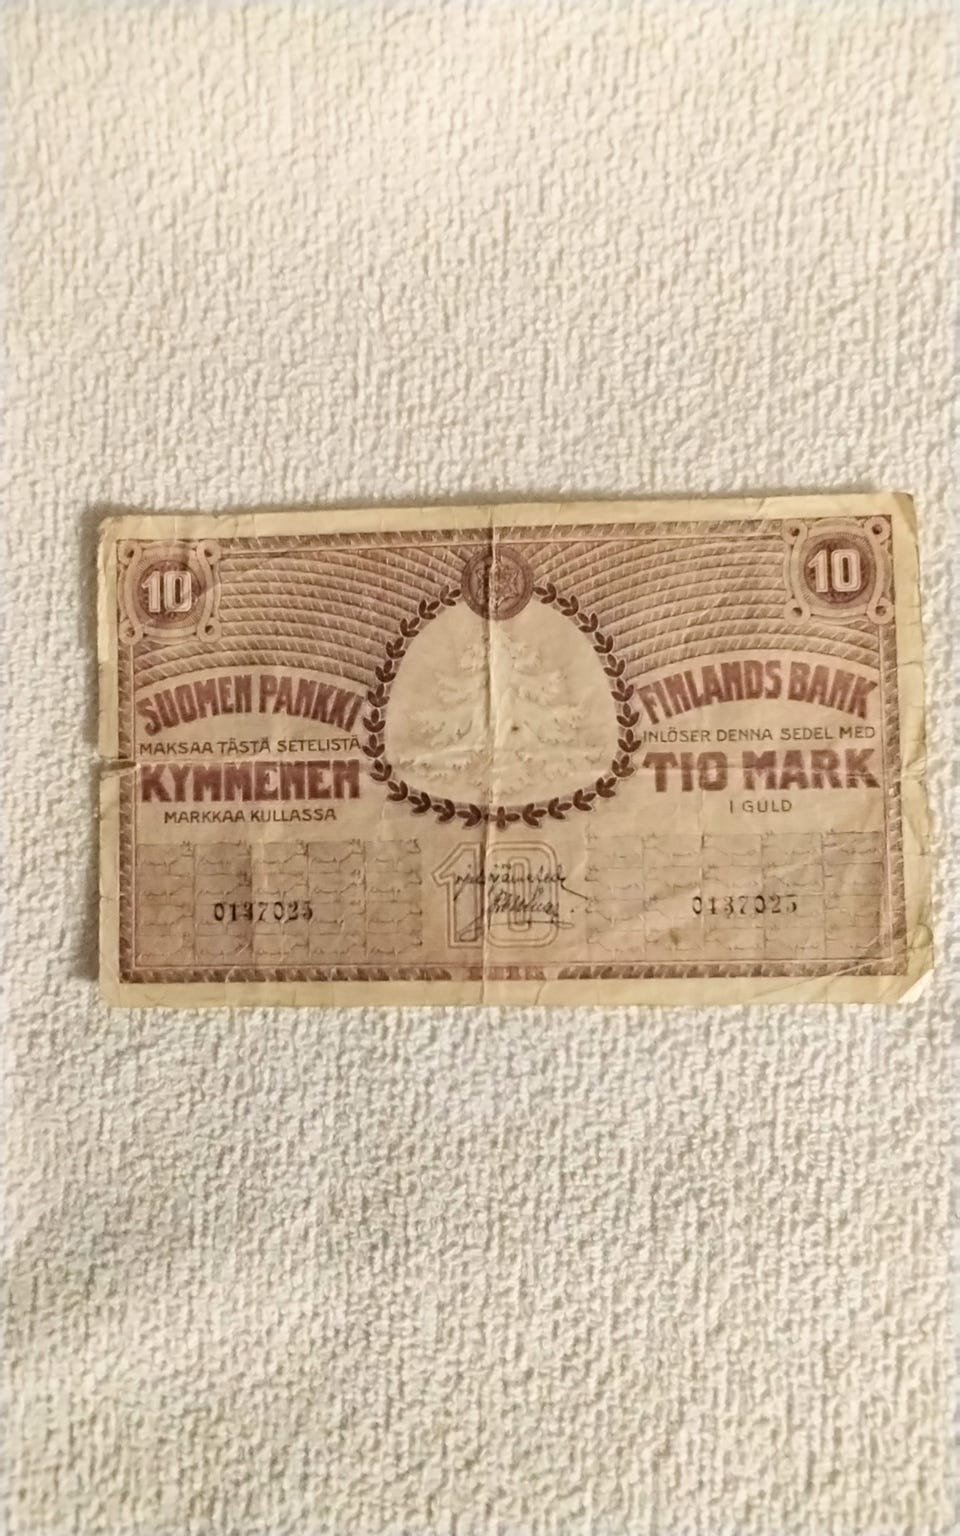 10
10
SUOMEN PANKKI
MAKSAA TÄSTÄ SETELISTÄ
KYMMENEN
MARKKAA KULLASSA
FINLANDS BANK
INLÖSER DENNA SEDEL MED
TIO MARK
I GULD
10
0137025
0137025